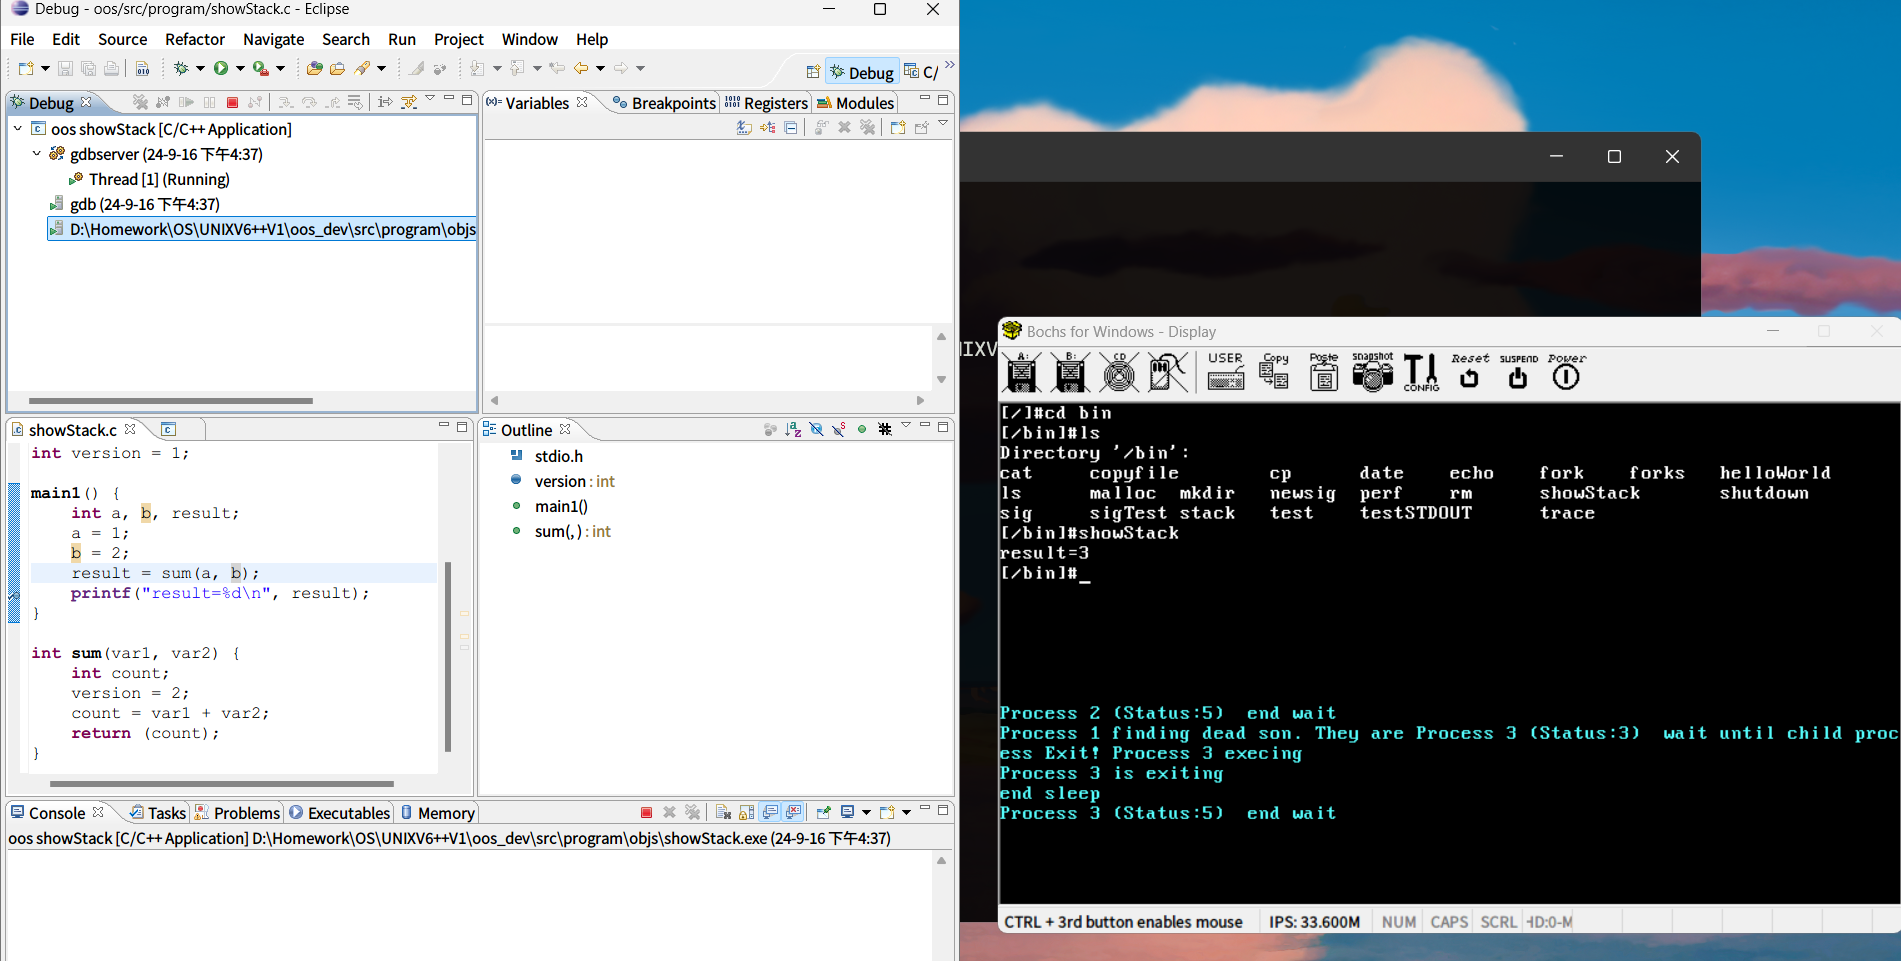 Debug - oos/src/program/showStack.c - Eclipse
File Edit Source Refactor Navigate Search Run Project Window Help
Debug C/ »
Debug
oos showStack [C/C++ Application]
gdbserver (24-9-16 下午4:37)
Thread [1] (Running)
gdb (24-9-16 下午4:37)
D:\Homework\OS\UNIXV6++V1\oos_dev\src\program\objs
(x)= Variables Breakpoints Registers Modules
showStack.c
int version = 1;
main1() {
int a, b, result;
a = 1;
b = 2;
result = sum(a, b);
printf("result=%d\n", result);
}
int sum(var1, var2) {
int count;
version = 2;
count = var1 + var2;
return (count);
}
Outline
stdio.h
version : int
main1()
sum(, ) : int
Console Tasks Problems Executables Memory
oos showStack [C/C++ Application] D:\Homework\OS\UNIXV6++V1\oos_dev\src\program\objs\showStack.exe (24-9-16 下午4:37)
IIXV
Bochs for Windows - Display
A: B: CD USER Copy Paste snapshot CONFIG Reset SUSPEND Power
[/]#cd bin
[/bin]#ls
Directory '/bin':
cat copyfile cp date echo fork forks helloWorld
ls malloc mkdir newsig perf rm showStack shutdown
sig sigTest stack test testSTDOUT trace
[/bin]#showStack
result=3
[/bin]#_
Process 2 (Status:5) end wait
Process 1 finding dead son. They are Process 3 (Status:3) wait until child proc
ess Exit! Process 3 execing
Process 3 is exiting
end sleep
Process 3 (Status:5) end wait
CTRL + 3rd button enables mouse IPS: 33.600M NUM CAPS SCRL HD:0-M